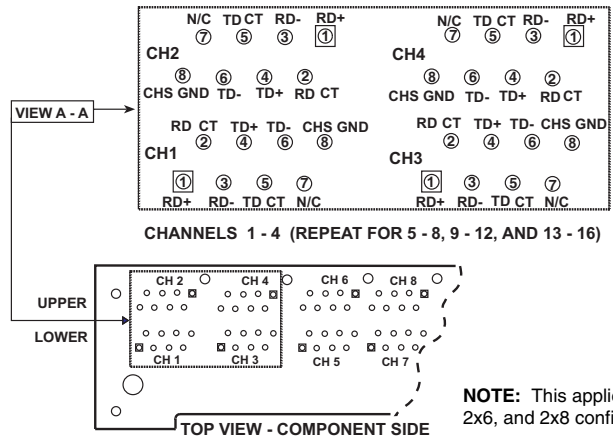 N/C TD CT RD- RD+ N/C TD CT RD- RD+
7 5 3 1 7 5 3 1
CH2 CH4
8 6 4 2 8 6 4 2
CHS GND TD- TD+ RD CT CHS GND TD- TD+ RD CT
VIEW A - A
RD CT TD+ TD- CHS GND RD CT TD+ TD- CHS GND
2 4 6 8 2 4 6 8
CH1 CH3
1 3 5 7 1 3 5 7
RD+ RD- TD CT N/C RD+ RD- TD CT N/C
CHANNELS 1 - 4 (REPEAT FOR 5 - 8, 9 - 12, AND 13 - 16)
CH 2 CH 4 CH 6 CH 8
UPPER
LOWER
CH 1 CH 3 CH 5 CH 7
NOTE: This applie
2x6, and 2x8 confi
TOP VIEW - COMPONENT SIDE